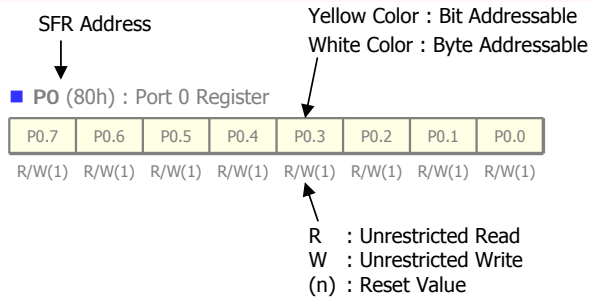 SFR Address
Yellow Color : Bit Addressable
White Color : Byte Addressable
P0 (80h) : Port 0 Register
P0.7 P0.6 P0.5 P0.4 P0.3 P0.2 P0.1 P0.0
R/W(1) R/W(1) R/W(1) R/W(1) R/W(1) R/W(1) R/W(1) R/W(1)
R : Unrestricted Read
W : Unrestricted Write
(n) : Reset Value